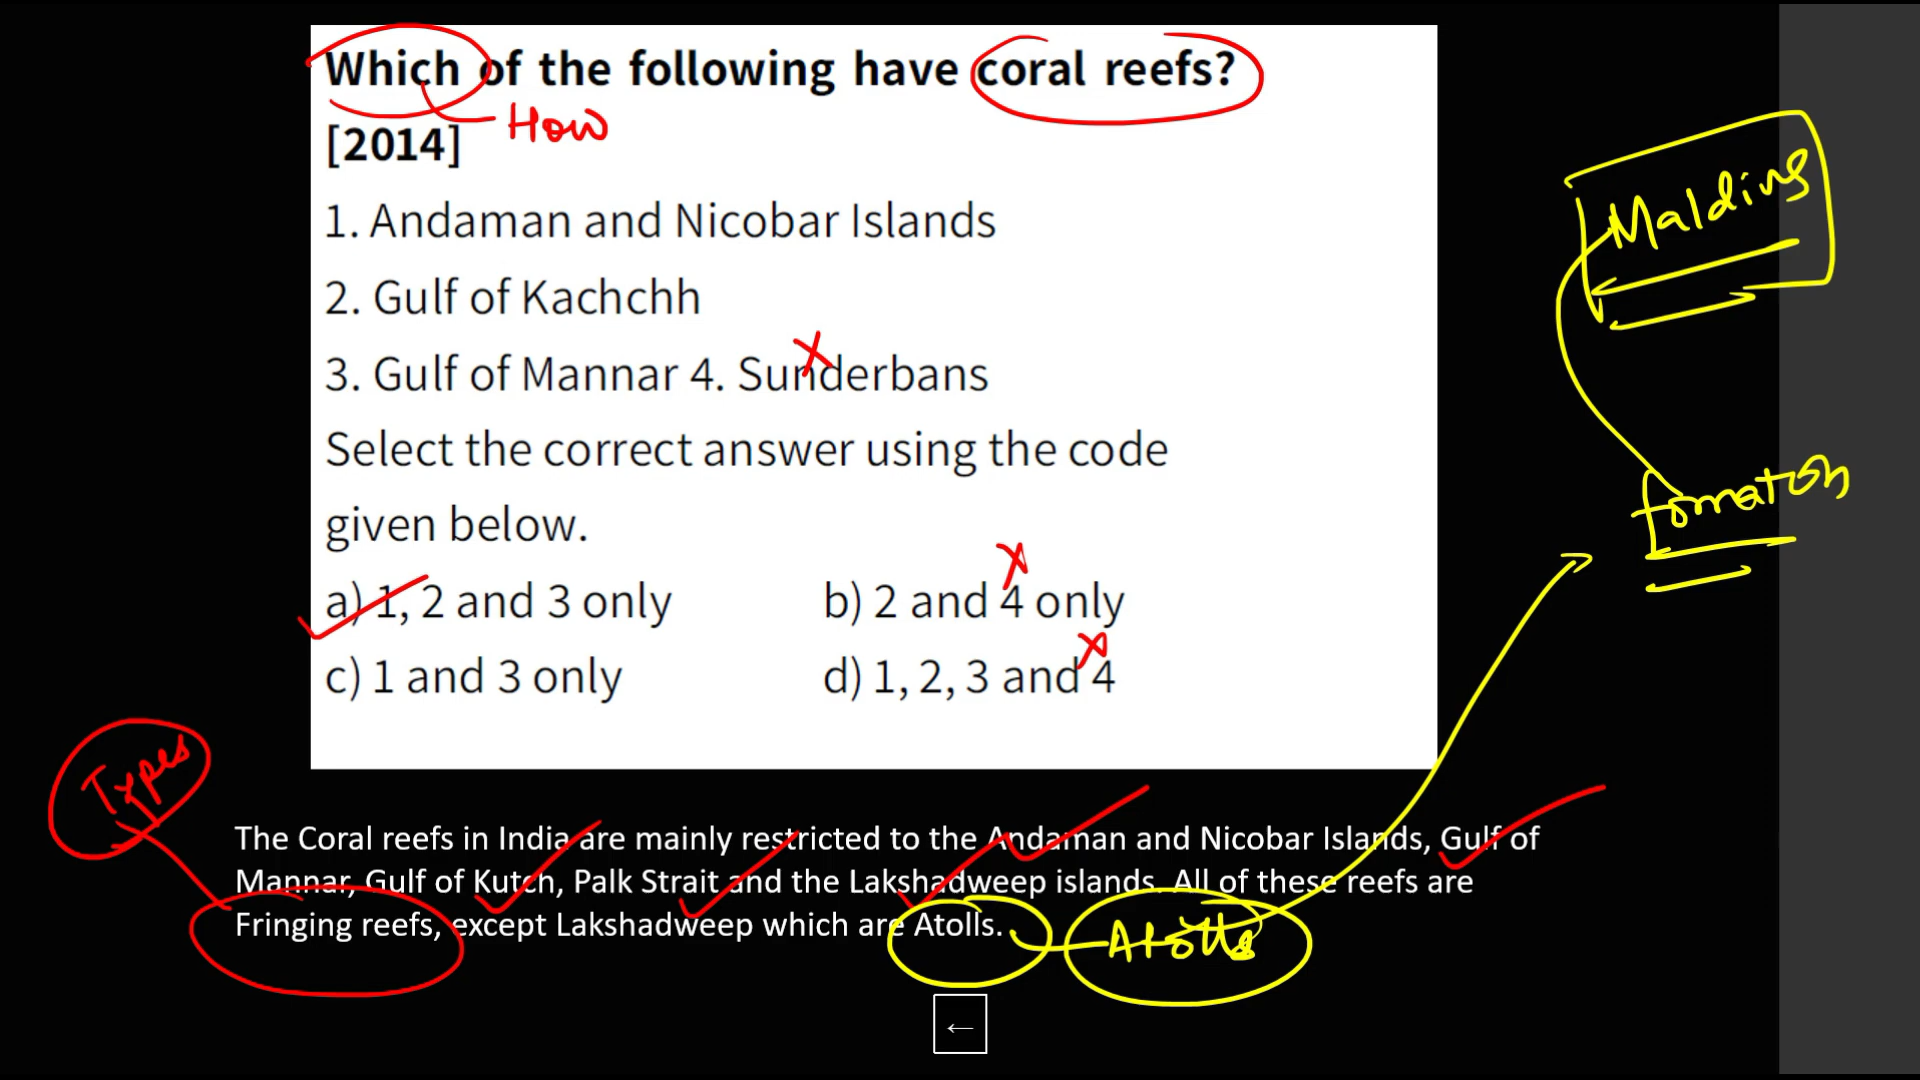 Which of the following have coral reefs?
How
[2014]
1. Andaman and Nicobar Islands
2. Gulf of Kachchh
3. Gulf of Mannar 4. Sunderbans
Select the correct answer using the code
given below.
a) 1, 2 and 3 only b) 2 and 4 only
c) 1 and 3 only d) 1, 2, 3 and 4
Maldives
formation
Types
The Coral reefs in India are mainly restricted to the Andaman and Nicobar Islands, Gulf of
Mannar, Gulf of Kutch, Palk Strait and the Lakshadweep islands. All of these reefs are
Fringing reefs, except Lakshadweep which are Atolls.
Atolls
←